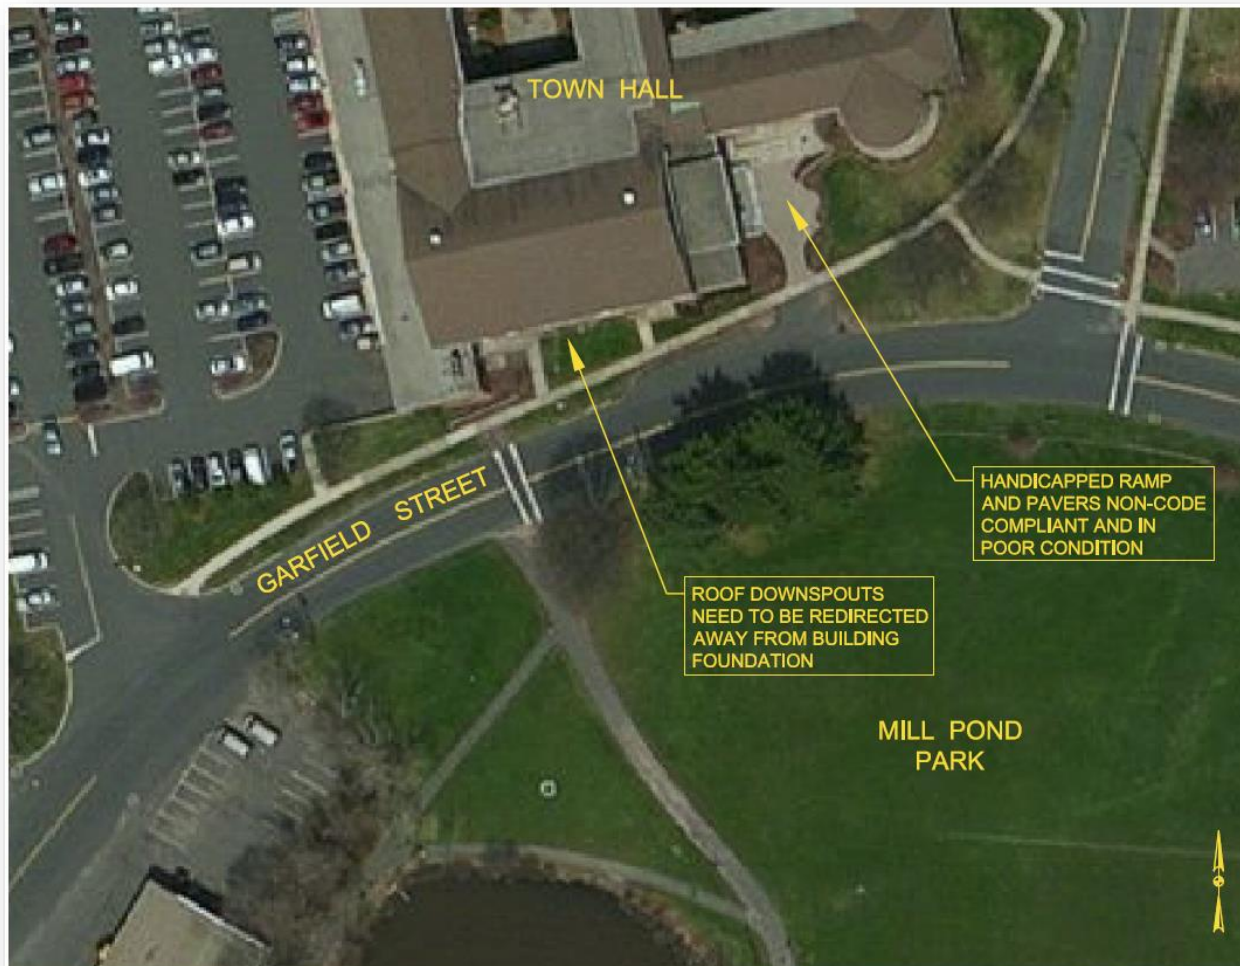 TOWN HALL
GARFIELD STREET
HANDICAPPED RAMP
AND PAVERS NON-CODE
COMPLIANT AND IN
POOR CONDITION
ROOF DOWNSPOUTS
NEED TO BE REDIRECTED
AWAY FROM BUILDING
FOUNDATION
MILL POND
PARK